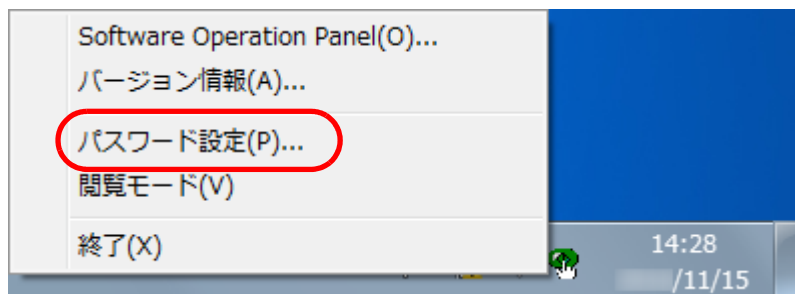 Software Operation Panel(O)...
バージョン情報(A)...
パスワード設定(P)...
閲覧モード(V)
終了(X)
14:28
/11/15